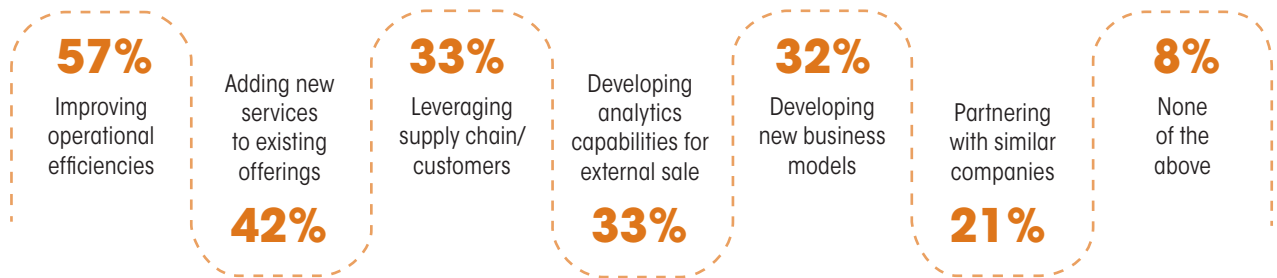 57%
Improving
operational
efficiencies
Adding new
services
to existing
offerings
42%
33%
Leveraging
supply chain/
customers
Developing
analytics
capabilities for
external sale
33%
32%
Developing
new business
models
Partnering
with similar
companies
21%
8%
None
of the
above